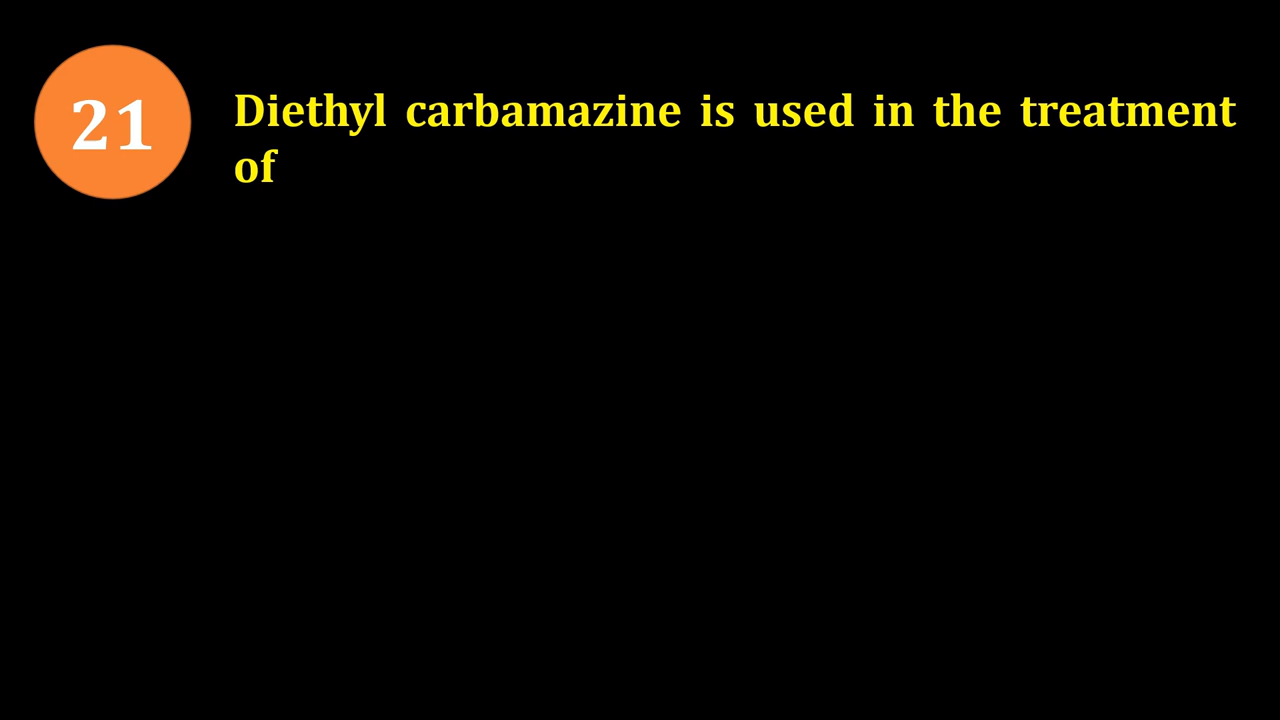 21
Diethyl carbamazine is used in the treatment
of